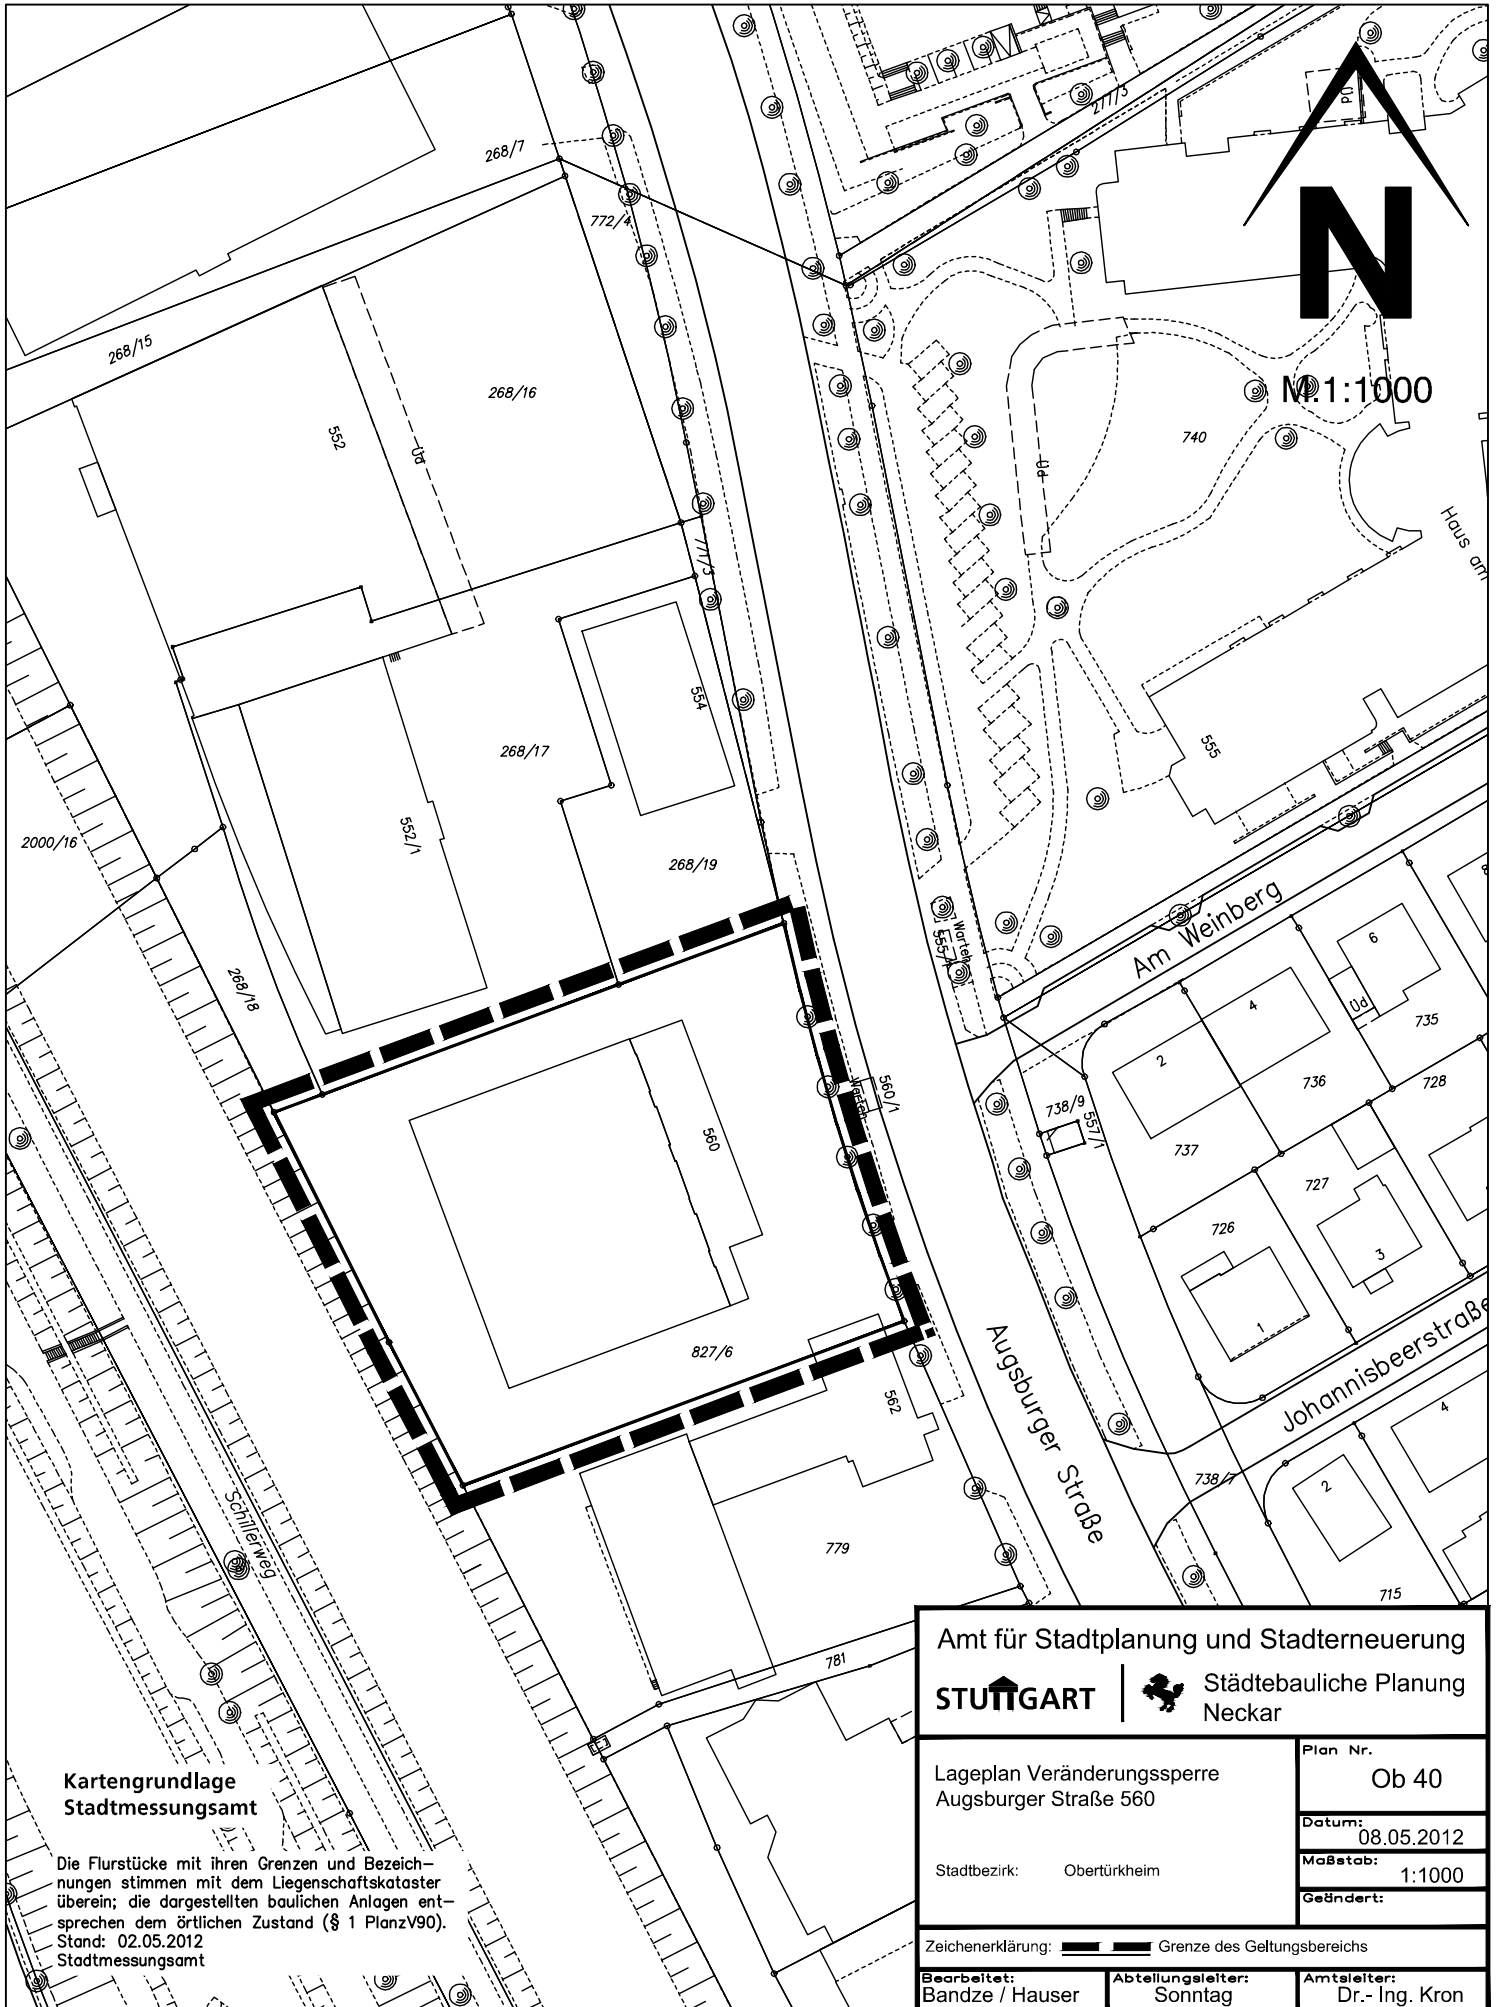 268/7
277/3
Üd
772/4
N
268/15
M.1:1000
268/16
552
Üd
740
Üd
Haus am
771/3
554
268/17
555
552/1
2000/16
268/19
Am Weinberg
6
Warteh.
4
Üd
268/18
735
2
736
728
560/1
Warteh.
738/9
557/1
560
737
727
726
3
1
827/6
562
Augsburger Straße
Johannisbeerstraße
4
738/7
2
Schillerweg
779
715
781
Amt für Stadtplanung und Stadterneuerung
STUTTGART
Städtebauliche Planung
Neckar
Lageplan Veränderungssperre
Augsburger Straße 560
Stadtbezirk: Obertürkheim
Plan Nr.
Ob 40
Datum:
08.05.2012
Maßstab:
1:1000
Geändert:
Zeichenerklärung: Grenze des Geltungsbereichs
Bearbeitet:
Bandze / Hauser
Abteilungsleiter:
Sonntag
Amtsleiter:
Dr.- Ing. Kron
Kartengrundlage
Stadtmessungsamt
Die Flurstücke mit ihren Grenzen und Bezeich-
nungen stimmen mit dem Liegenschaftskataster
überein; die dargestellten baulichen Anlagen ent-
sprechen dem örtlichen Zustand (§ 1 PlanzV90).
Stand: 02.05.2012
Stadtmessungsamt